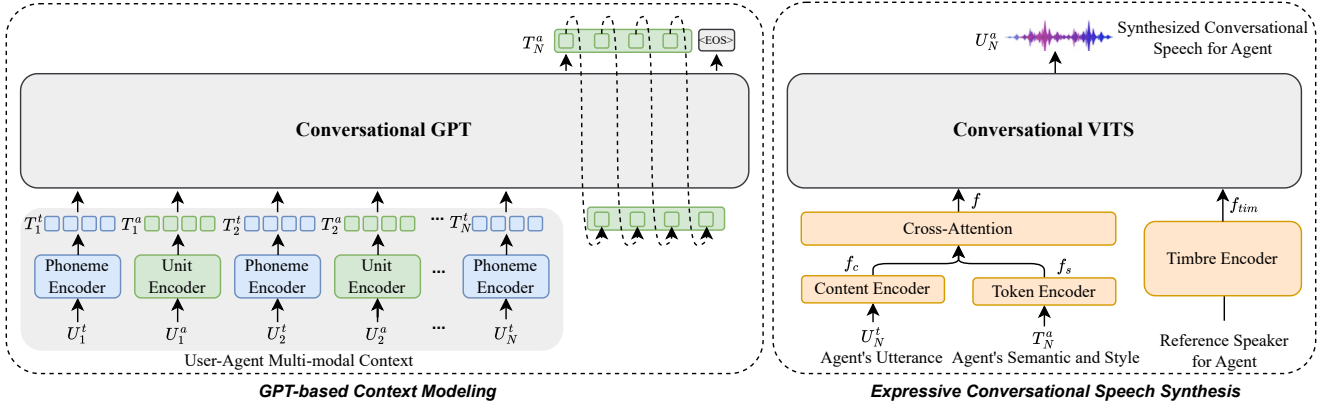 $T_N^a$
<EOS>
Conversational GPT
$T_1^t$ $T_1^a$ $T_2^t$ $T_2^a$ ... $T_N^t$
Phoneme Encoder
Unit Encoder
Phoneme Encoder
Unit Encoder
...
Phoneme Encoder
$U_1^t$ $U_1^a$ $U_2^t$ $U_2^a$ ... $U_N^t$
User-Agent Multi-modal Context
GPT-based Context Modeling
$U_N^a$
Synthesized Conversational
Speech for Agent
Conversational VITS
$f$
$f_{tim}$
Cross-Attention
Timbre Encoder
$f_c$ $f_s$
Content Encoder
Token Encoder
$U_N^t$ $T_N^a$
Agent's Utterance
Agent's Semantic and Style
Reference Speaker
for Agent
Expressive Conversational Speech Synthesis